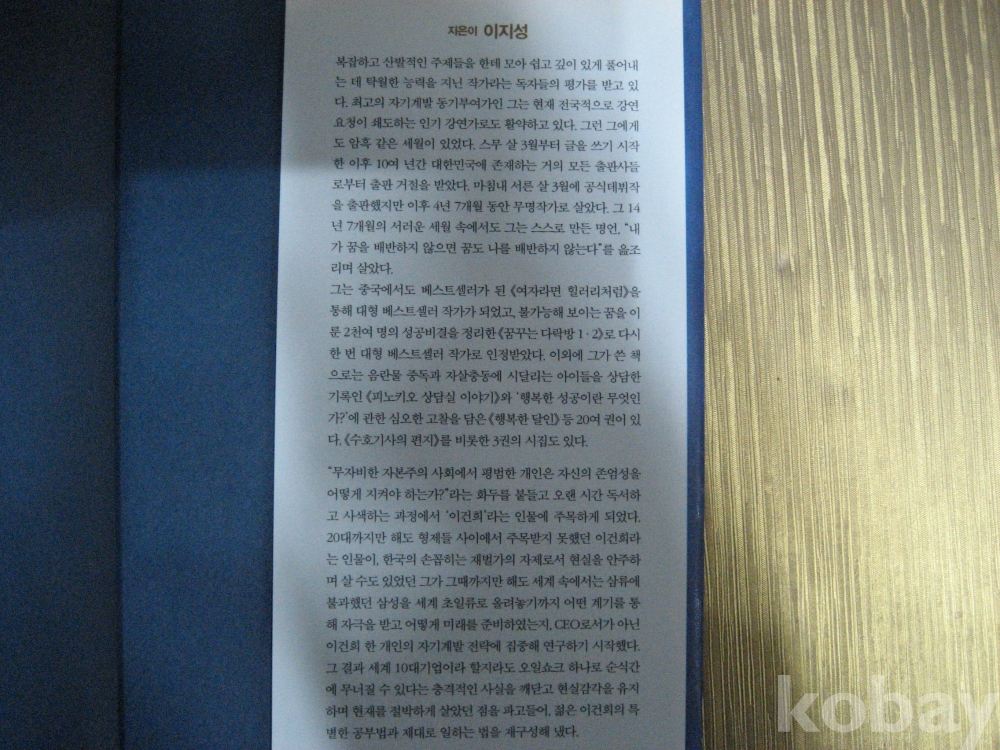 지은이 이지성
복잡하고 산발적인 주제들을 한데 모아 쉽고 깊이 있게 풀어내
는 데 탁월한 능력을 지닌 작가라는 독자들의 평가를 받고 있
다. 최고의 자기계발 동기부여가인 그는 현재 전국적으로 강연
요청이 쇄도하는 인기 강연가로도 활약하고 있다. 그런 그에게
도 암흑 같은 세월이 있었다. 스무 살 3월부터 글을 쓰기 시작
한 이후 10여 년간 대한민국에 존재하는 거의 모든 출판사들
로부터 출판 거절을 받았다. 마침내 서른 살 3월에 공식데뷔작
을 출판했지만 이후 4년 7개월 동안 무명작가로 살았다. 그 14
년 7개월의 서러운 세월 속에서도 그는 스스로 만든 명언, “내
가 꿈을 배반하지 않으면 꿈도 나를 배반하지 않는다”를 읊조
리며 살았다.
그는 중국에서도 베스트셀러가 된 《여자라면 힐러리처럼》을
통해 대형 베스트셀러 작가가 되었고, 불가능해 보이는 꿈을 이
룬 2천여 명의 성공비결을 정리한 《꿈꾸는 다락방 1·2》로 다시
한 번 대형 베스트셀러 작가로 인정받았다. 이외에 그가 쓴 책
으로는 음란물 중독과 자살충동에 시달리는 아이들을 상담한
기록인 《피노키오 상담실 이야기》와 ‘행복한 성공이란 무엇인
가?’에 관한 심오한 고찰을 담은 《행복한 달인》 등 20여 권이 있
다. 《수호기사의 편지》를 비롯한 3권의 시집도 있다.
“무자비한 자본주의 사회에서 평범한 개인은 자신의 존엄성을
어떻게 지켜야 하는가?”라는 화두를 붙들고 오랜 시간 독서하
고 사색하는 과정에서 ‘이건희’라는 인물에 주목하게 되었다.
20대까지만 해도 형제들 사이에서 주목받지 못했던 이건희라
는 인물이, 한국의 손꼽히는 재벌가의 자제로서 현실을 안주하
며 살 수도 있었던 그가 그때까지만 해도 세계 속에서는 삼류에
불과했던 삼성을 세계 초일류로 올려놓기까지 어떤 계기를 통
해 자극을 받고 어떻게 미래를 준비하였는지, CEO로서가 아닌
이건희 한 개인의 자기계발 전략에 집중해 연구하기 시작했다.
그 결과 세계 10대기업이라 할지라도 오일쇼크 하나로 순식간
에 무너질 수 있다는 충격적인 사실을 깨닫고 현실감각을 유지
하며 현재를 절박하게 살았던 점을 파고들어, 젊은 이건희의 특
별한 공부법과 제대로 일하는 법을 재구성해 냈다.
kobay